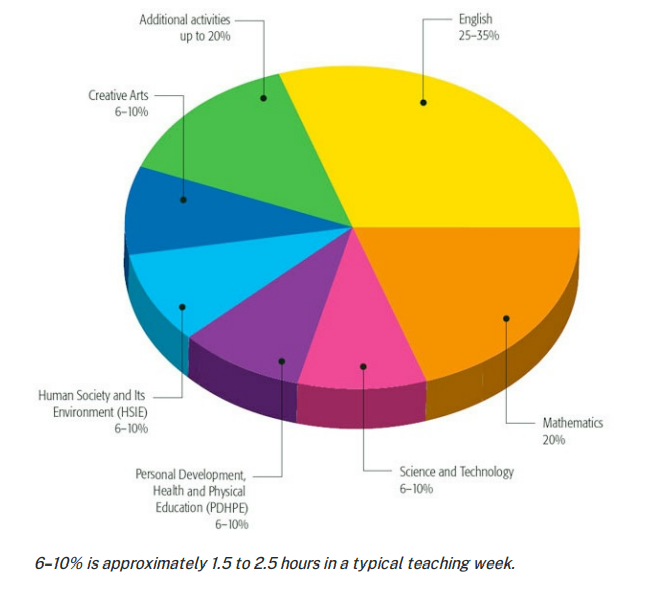 Additional activities
up to 20%
English
25–35%
Creative Arts
6–10%
Human Society and Its
Environment (HSIE)
6–10%
Mathematics
20%
Personal Development,
Health and Physical
Education (PDHPE)
6–10%
Science and Technology
6–10%
6–10% is approximately 1.5 to 2.5 hours in a typical teaching week.